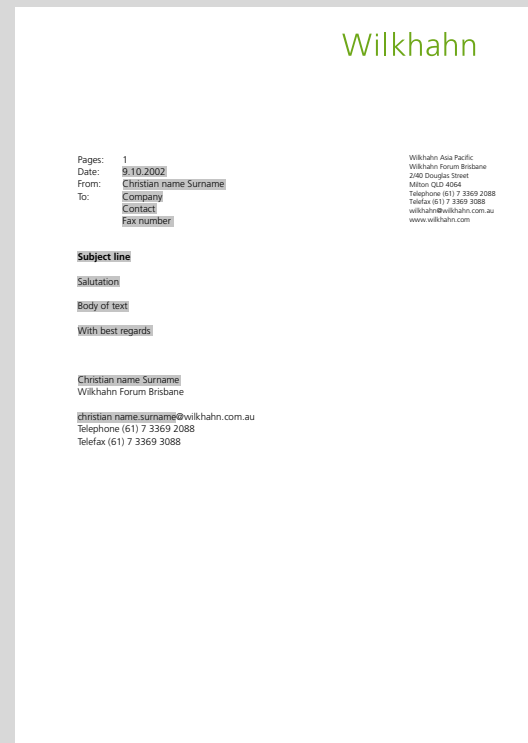 Wilkhahn
Pages: 1
Date: 9.10.2002
From: Christian name Surname
To: Company
Contact
Fax number
Wilkhahn Asia Pacific
Wilkhahn Forum Brisbane
2/40 Douglas Street
Milton QLD 4064
Telephone (61) 7 3369 2088
Telefax (61) 7 3369 3088
wilkhahn@wilkhahn.com.au
www.wilkhahn.com
Subject line
Salutation
Body of text
With best regards
Christian name Surname
Wilkhahn Forum Brisbane
christian name.surname@wilkhahn.com.au
Telephone (61) 7 3369 2088
Telefax (61) 7 3369 3088